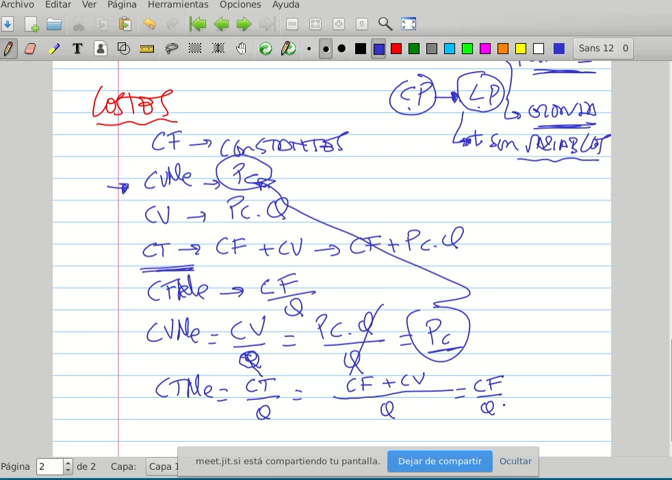 Archivo Editar Ver Página Herramientas Opciones Ayuda
Sans 12 0
COSTOS
CP → LP
CF → CONSTANTES
son VARIABLES
CVMe → Pc
CV → Pc.Q
CT → CF + CV → CF + Pc.Q
CFMe → CF/Q
CVMe = CV/Q = Pc.Q/Q = Pc
CTMe = CT/Q = CF + CV/Q = CF/Q.
Página 2 de 2 Capa: Capa 1
meet.jit.si está compartiendo tu pantalla. Dejar de compartir Ocultar